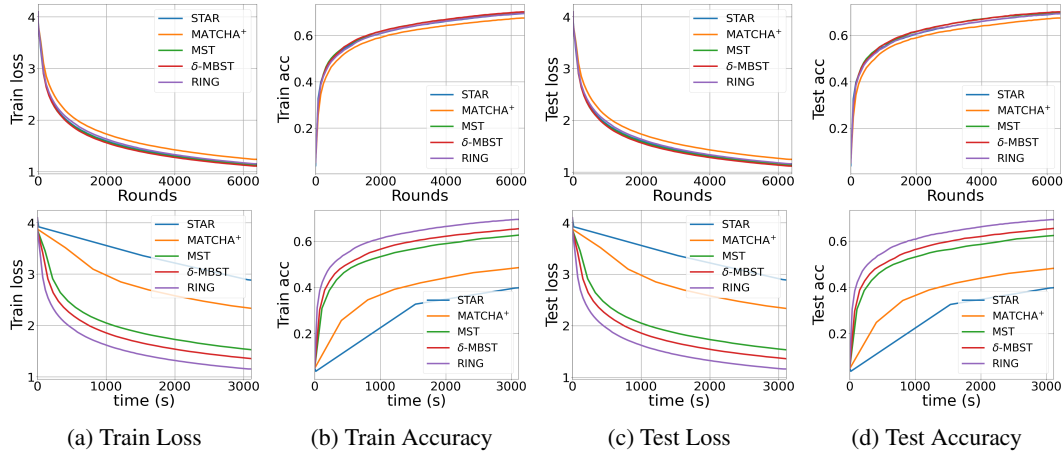 4
3
2
1
Train loss
STAR
MATCHA⁺
MST
δ-MBST
RING
0 2000 4000 6000
Rounds
0.6
0.4
0.2
Train acc
STAR
MATCHA⁺
MST
δ-MBST
RING
0 2000 4000 6000
Rounds
4
3
2
1
Test loss
STAR
MATCHA⁺
MST
δ-MBST
RING
0 2000 4000 6000
Rounds
0.6
0.4
0.2
Test acc
STAR
MATCHA⁺
MST
δ-MBST
RING
0 2000 4000 6000
Rounds
4
3
2
1
Train loss
STAR
MATCHA⁺
MST
δ-MBST
RING
0 1000 2000 3000
time (s)
0.6
0.4
0.2
Train acc
STAR
MATCHA⁺
MST
δ-MBST
RING
0 1000 2000 3000
time (s)
4
3
2
1
Test loss
STAR
MATCHA⁺
MST
δ-MBST
RING
0 1000 2000 3000
time (s)
0.6
0.4
0.2
Test acc
STAR
MATCHA⁺
MST
δ-MBST
RING
0 1000 2000 3000
time (s)
(a) Train Loss
(b) Train Accuracy
(c) Test Loss
(d) Test Accuracy